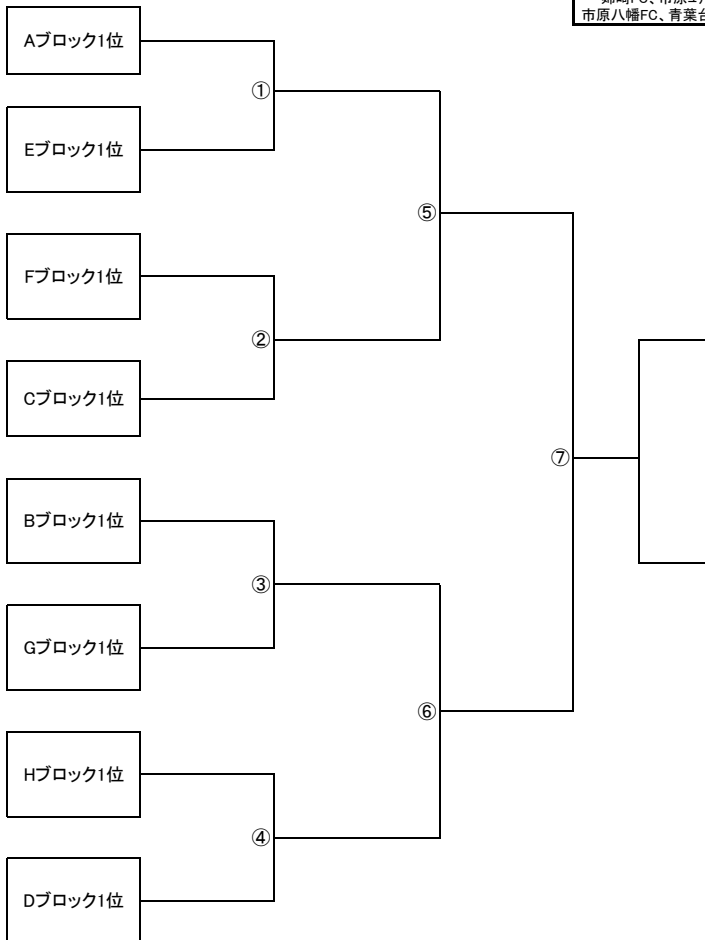 市原八幡FC、青葉台
Aブロック1位
①
Eブロック1位
⑤
Fブロック1位
②
Cブロック1位
⑦
Bブロック1位
③
Gブロック1位
⑥
Hブロック1位
④
Dブロック1位